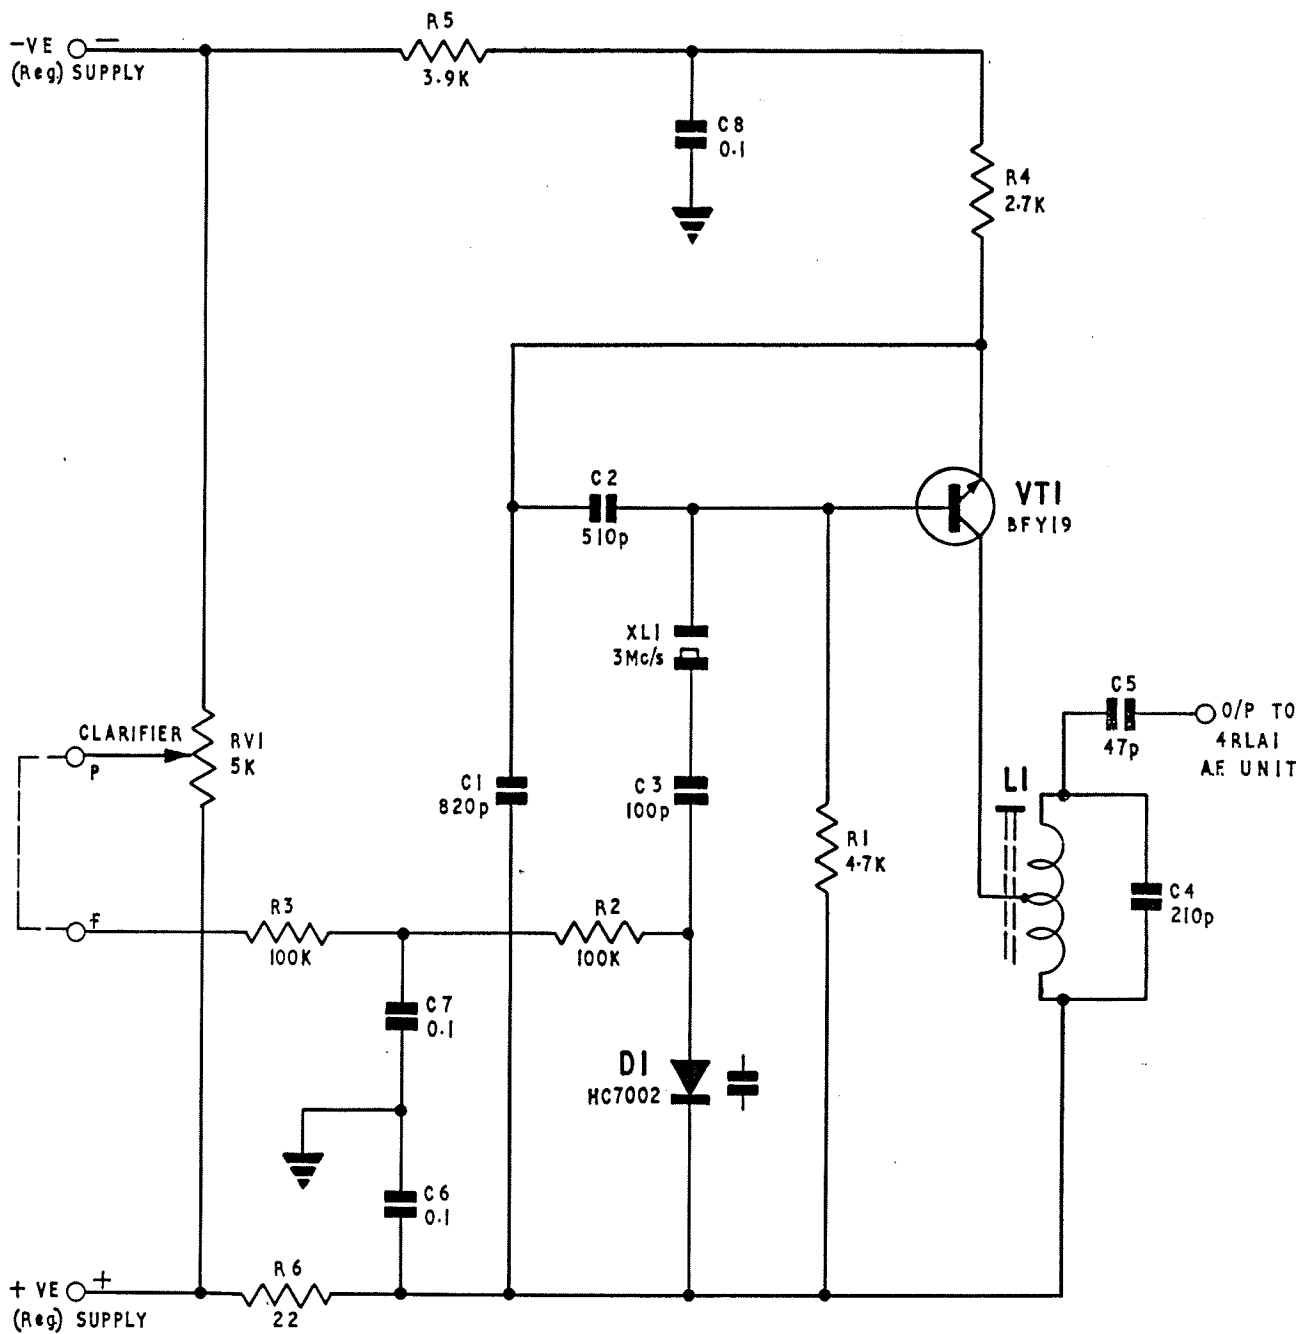 R5
−VE
(Reg.) SUPPLY
−
3.9K
C8
0.1
R4
2.7K
C2
510p
VT1
BFY19
XL1
3Mc/s
CLARIFIER
P
RV1
5K
C1
820p
C3
100p
R1
4.7K
C5
47p
O/P TO
4RLA1
A.F. UNIT
L1
C4
210p
f
R3
100K
R2
100K
C7
0.1
D1
HC7002
C6
0.1
+ VE
(Reg.) SUPPLY
+
R6
22